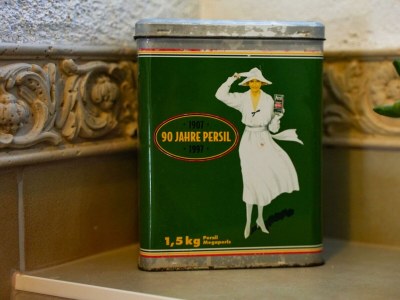 1907
90 JAHRE PERSIL
1997
1,5 kg Persil
Megaperls